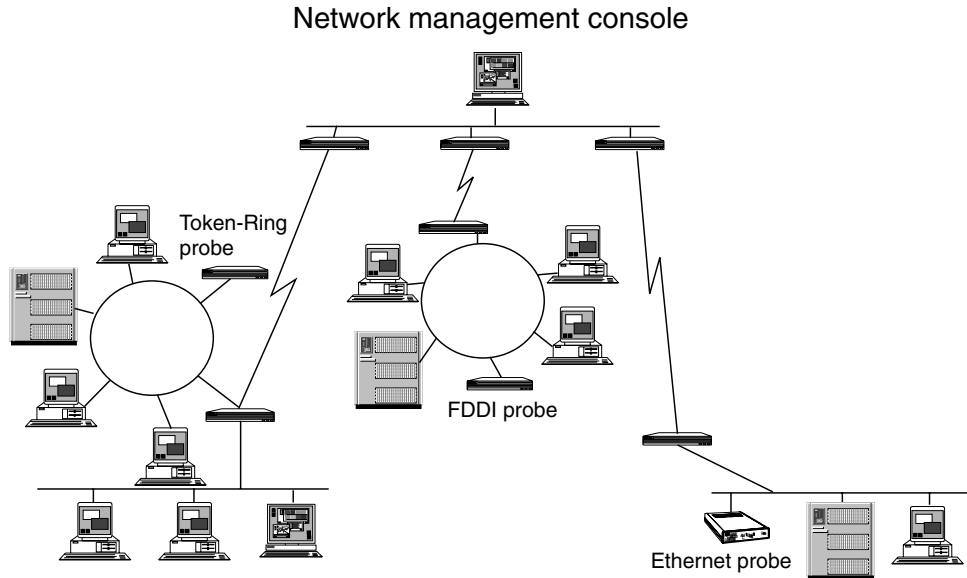 Network management console
Token-Ring
probe
FDDI probe
Ethernet probe